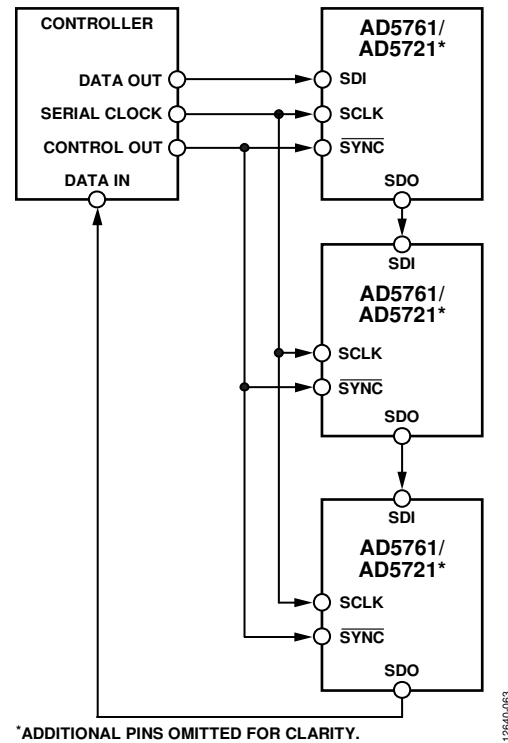 CONTROLLER
DATA OUT
SERIAL CLOCK
CONTROL OUT
DATA IN
AD5761/
AD5721*
SDI
SCLK
SYNC
SDO
SDI
AD5761/
AD5721*
SCLK
SYNC
SDO
SDI
AD5761/
AD5721*
SCLK
SYNC
SDO
*ADDITIONAL PINS OMITTED FOR CLARITY.
12640-063